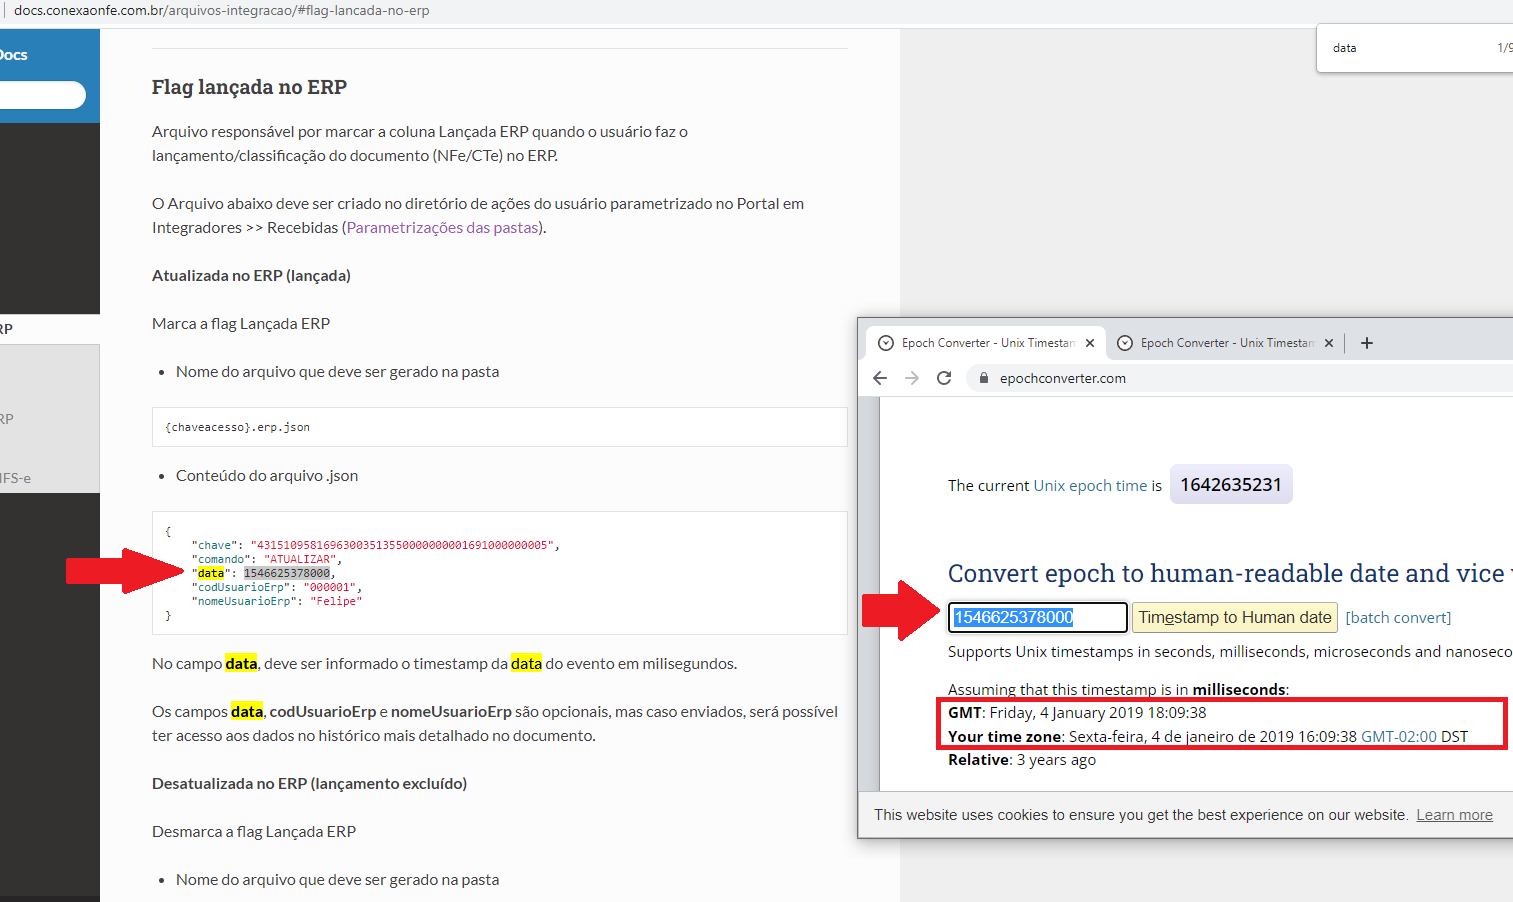 docs.conexaonfe.com.br/arquivos-integracao/#flag-lancada-no-erp
Docs
data 1/9
RP
RP
NFS-e
Flag lançada no ERP
Arquivo responsável por marcar a coluna Lançada ERP quando o usuário faz o
lançamento/classificação do documento (NFe/CTe) no ERP.
O Arquivo abaixo deve ser criado no diretório de ações do usuário parametrizado no Portal em
Integradores >> Recebidas (Parametrizações das pastas).
Atualizada no ERP (lançada)
Marca a flag Lançada ERP
• Nome do arquivo que deve ser gerado na pasta
{chaveacesso}.erp.json
• Conteúdo do arquivo .json
{
"chave": "43151095816963003513550000000001691000000005",
"comando": "ATUALIZAR",
"data": 1546625378000,
"codUsuarioErp": "000001",
"nomeUsuarioErp": "Felipe"
}
No campo data, deve ser informado o timestamp da data do evento em milisegundos.
Os campos data, codUsuarioErp e nomeUsuarioErp são opcionais, mas caso enviados, será possível
ter acesso aos dados no histórico mais detalhado no documento.
Desatualizada no ERP (lançamento excluído)
Desmarca a flag Lançada ERP
• Nome do arquivo que deve ser gerado na pasta
Epoch Converter - Unix Timestam
Epoch Converter - Unix Timestam
epochconverter.com
The current Unix epoch time is 1642635231
Convert epoch to human-readable date and vice
1546625378000 Timestamp to Human date [batch convert]
Supports Unix timestamps in seconds, milliseconds, microseconds and nanoseco
Assuming that this timestamp is in milliseconds:
GMT: Friday, 4 January 2019 18:09:38
Your time zone: Sexta-feira, 4 de janeiro de 2019 16:09:38 GMT-02:00 DST
Relative: 3 years ago
This website uses cookies to ensure you get the best experience on our website. Learn more